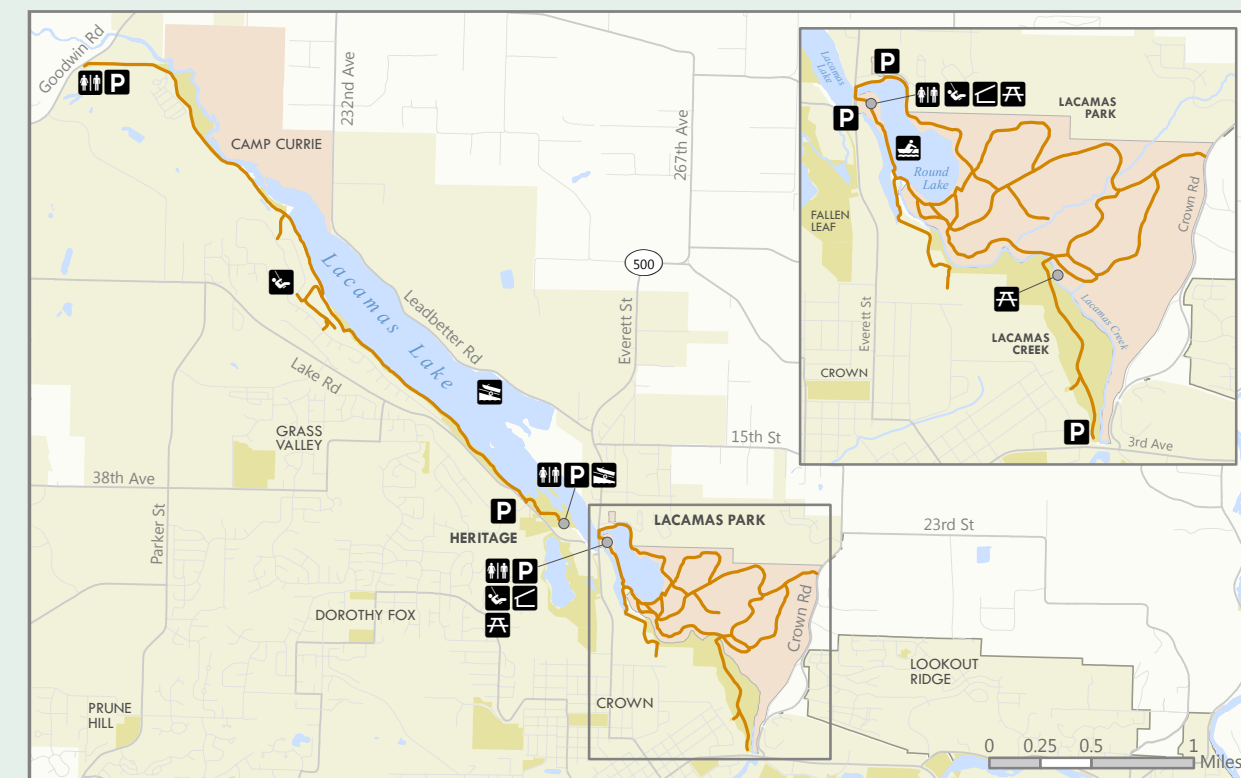 Goodwin Rd
232nd Ave
CAMP CURRIE
267th Ave
500
Lacamas
Lake
Leadbetter Rd
Everett St
Lake Rd
GRASS
VALLEY
38th Ave
15th St
Parker St
P
P
P
HERITAGE
P
LACAMAS PARK
23rd St
DOROTHY FOX
Crown Rd
LOOKOUT
RIDGE
PRUNE
HILL
CROWN
0 0.25 0.5 1
Miles
Lacamas
Lake
P
P
LACAMAS
PARK
Round
Lake
FALLEN
LEAF
Crown Rd
Everett St
Lacamas Creek
LACAMAS
CREEK
CROWN
P
3rd Ave